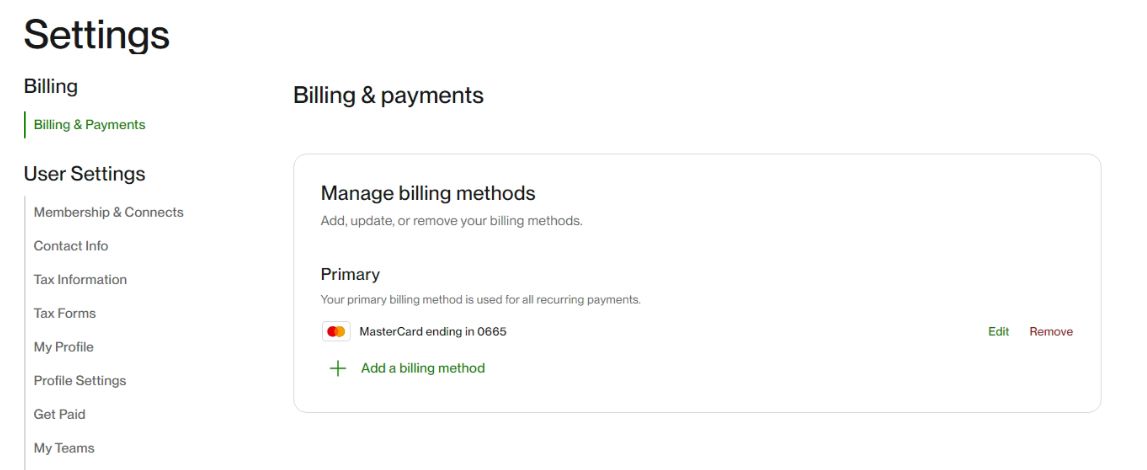 Settings
Billing
Billing & Payments
User Settings
Membership & Connects
Contact Info
Tax Information
Tax Forms
My Profile
Profile Settings
Get Paid
My Teams
Billing & payments
Manage billing methods
Add, update, or remove your billing methods.
Primary
Your primary billing method is used for all recurring payments.
MasterCard ending in 0665 Edit Remove
Add a billing method